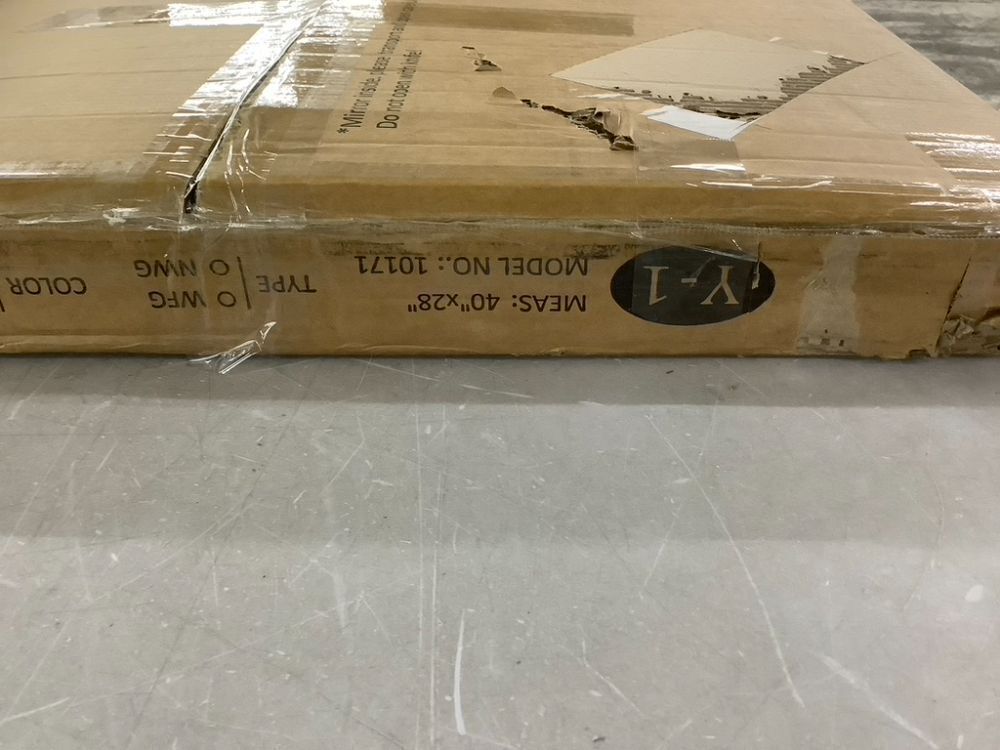 *Mirror inside, please transport
Do not open with knife!
Y-1
MEAS: 40"x28"
MODEL NO.: 10171
TYPE
O WFG
O NWG
COLOR